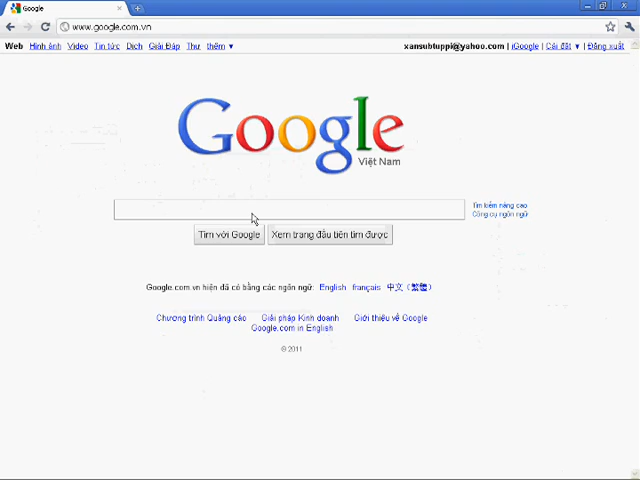 Google
www.google.com.vn
Web Hình ảnh Video Tin tức Dịch Giải Đáp Thư thêm ▼ xansubtuppi@yahoo.com | iGoogle | Cài đặt ▼ | Đăng xuất
Google
Việt Nam
Tìm kiếm nâng cao
Công cụ ngôn ngữ
Tìm với Google Xem trang đầu tiên tìm được
Google.com.vn hiện đã có bằng các ngôn ngữ: English français 中文 (繁體)
Chương trình Quảng cáo Giải pháp Kinh doanh Giới thiệu về Google
Google.com in English
© 2011